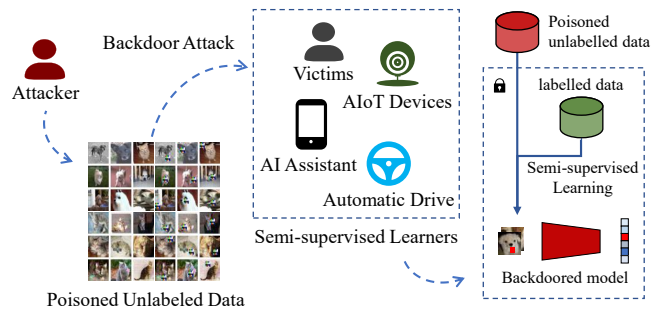 Attacker
Backdoor Attack
Poisoned Unlabeled Data
Victims
AIoT Devices
AI Assistant
Automatic Drive
Semi-supervised Learners
Poisoned
unlabelled data
labelled data
Semi-supervised
Learning
Backdoored model